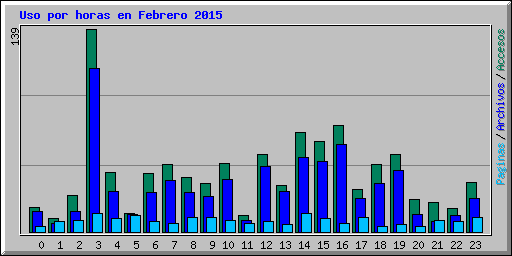 Uso por horas en Febrero 2015
139
Paginas / Archivos / Accesos
0 1 2 3 4 5 6 7 8 9 10 11 12 13 14 15 16 17 18 19 20 21 22 23